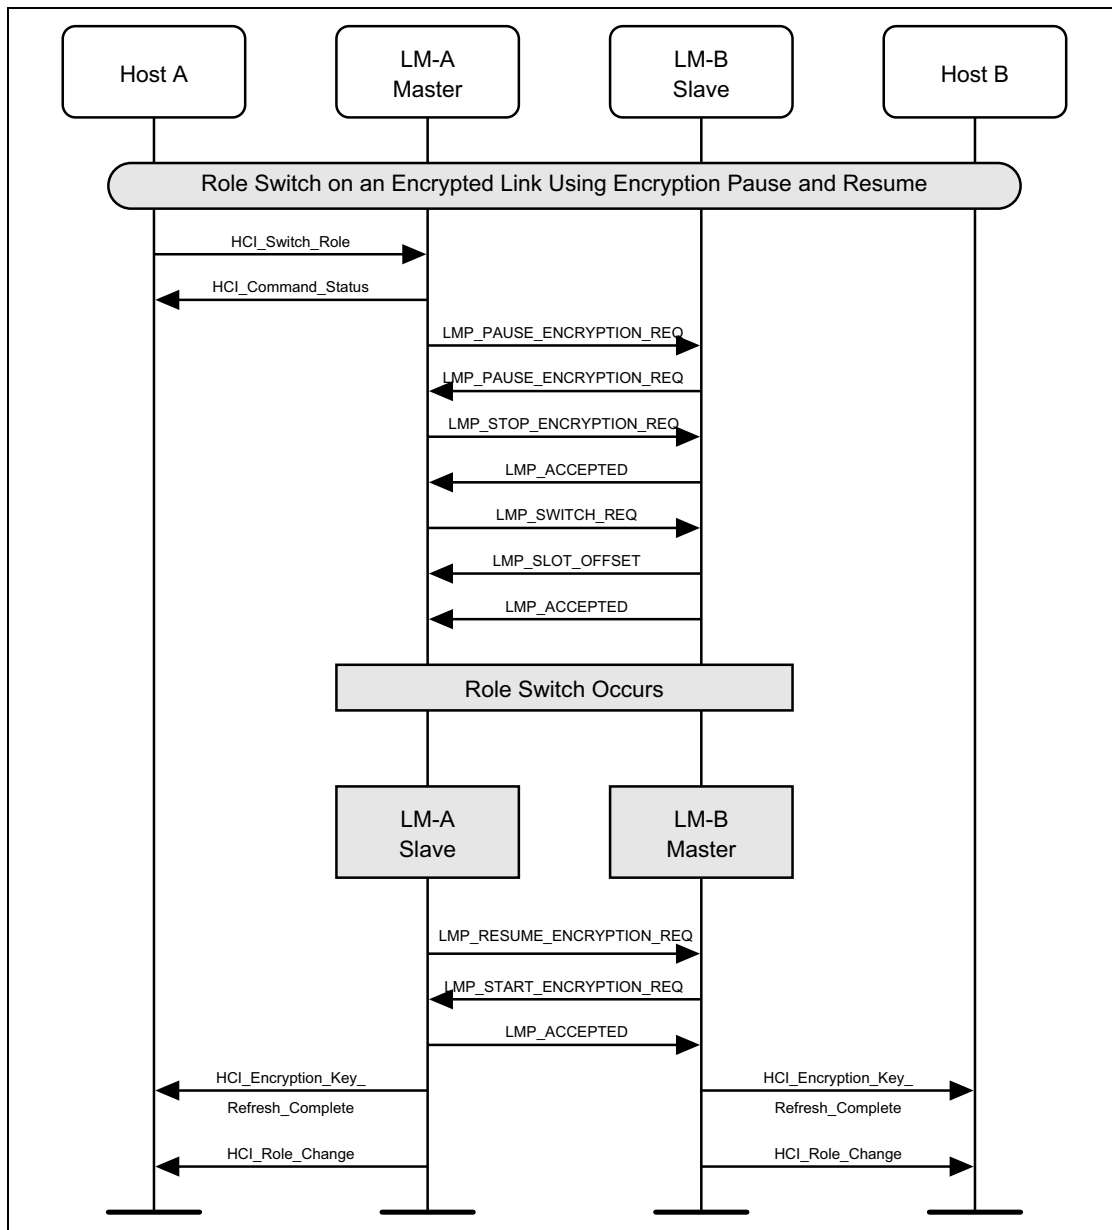 Host A
LM-A
Master
LM-B
Slave
Host B
Role Switch on an Encrypted Link Using Encryption Pause and Resume
HCI_Switch_Role
HCI_Command_Status
LMP_PAUSE_ENCRYPTION_REQ
LMP_PAUSE_ENCRYPTION_REQ
LMP_STOP_ENCRYPTION_REQ
LMP_ACCEPTED
LMP_SWITCH_REQ
LMP_SLOT_OFFSET
LMP_ACCEPTED
Role Switch Occurs
LM-A
Slave
LM-B
Master
LMP_RESUME_ENCRYPTION_REQ
LMP_START_ENCRYPTION_REQ
LMP_ACCEPTED
HCI_Encryption_Key_
Refresh_Complete
HCI_Encryption_Key_
Refresh_Complete
HCI_Role_Change
HCI_Role_Change